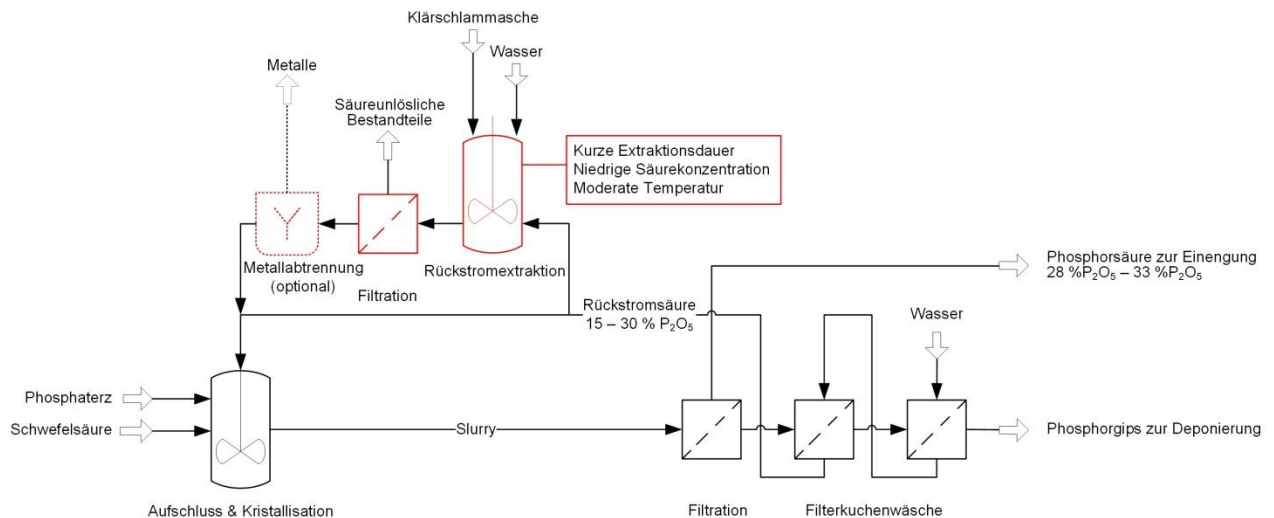 Klärschlammasche
Wasser
Metalle
Säureunlösliche
Bestandteile
Kurze Extraktionsdauer
Niedrige Säurekonzentration
Moderate Temperatur
Metallabtrennung
(optional)
Filtration
Rückstromextraktion
Phosphorsäure zur Einengung
28 %P₂O₅ – 33 %P₂O₅
Rückstromsäure
15 – 30 % P₂O₅
Wasser
Phosphaterz
Schwefelsäure
Slurry
Phosphorgips zur Deponierung
Aufschluss & Kristallisation
Filtration
Filterkuchenwäsche